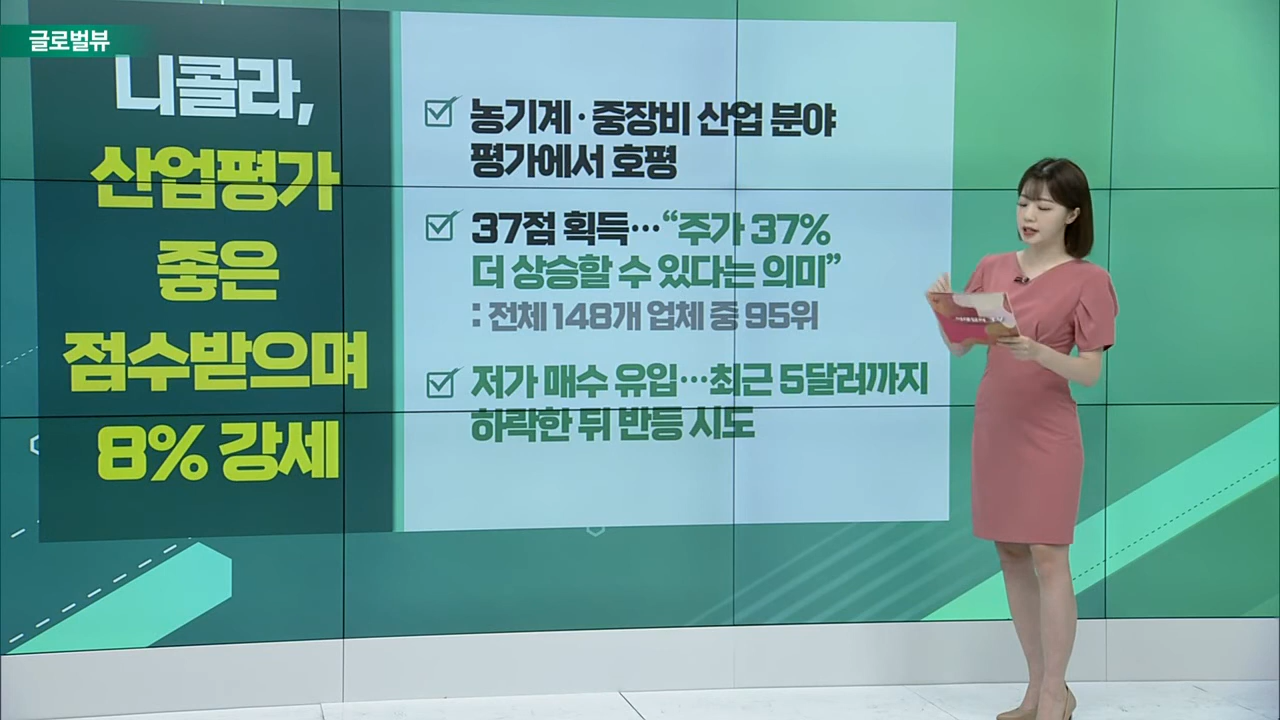 글로벌뷰
니콜라,
산업평가
좋은
점수받으며
8% 강세
농기계·중장비 산업 분야
평가에서 호평
37점 획득…“주가 37%
더 상승할 수 있다는 의미”
: 전체 148개 업체 중 95위
저가 매수 유입…최근 5달러까지
하락한 뒤 반등 시도